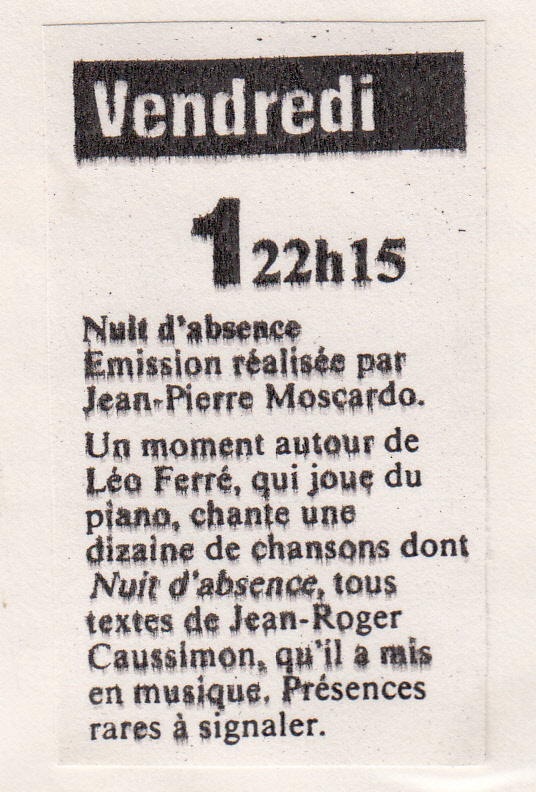 Vendredi
1 22h15
Nuit d'absence
Emission réalisée par
Jean-Pierre Moscardo.
Un moment autour de
Léo Ferré, qui joue du
piano, chante une
dizaine de chansons dont
Nuit d'absence, tous
textes de Jean-Roger
Caussimon, qu'il a mis
en musique. Présences
rares à signaler.